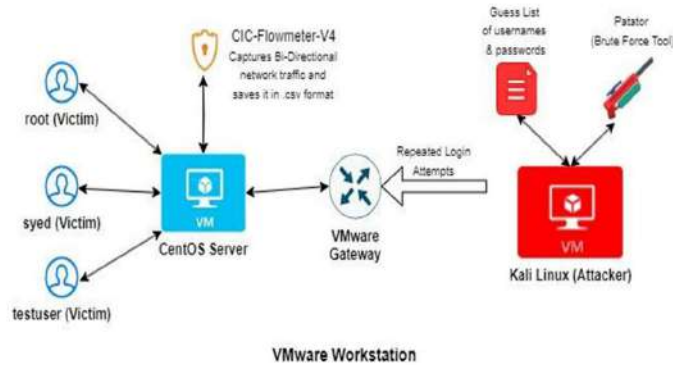 CIC-Flowmeter-V4
Captures Bi-Directional
network traffic and
saves it in .csv format
Guess List
of usernames
& passwords
Patator
(Brute Force Tool)
root (Victim)
syed (Victim)
testuser (Victim)
VM
CentOS Server
Repeated Login
Attempts
VMware
Gateway
VM
Kali Linux (Attacker)
VMware Workstation